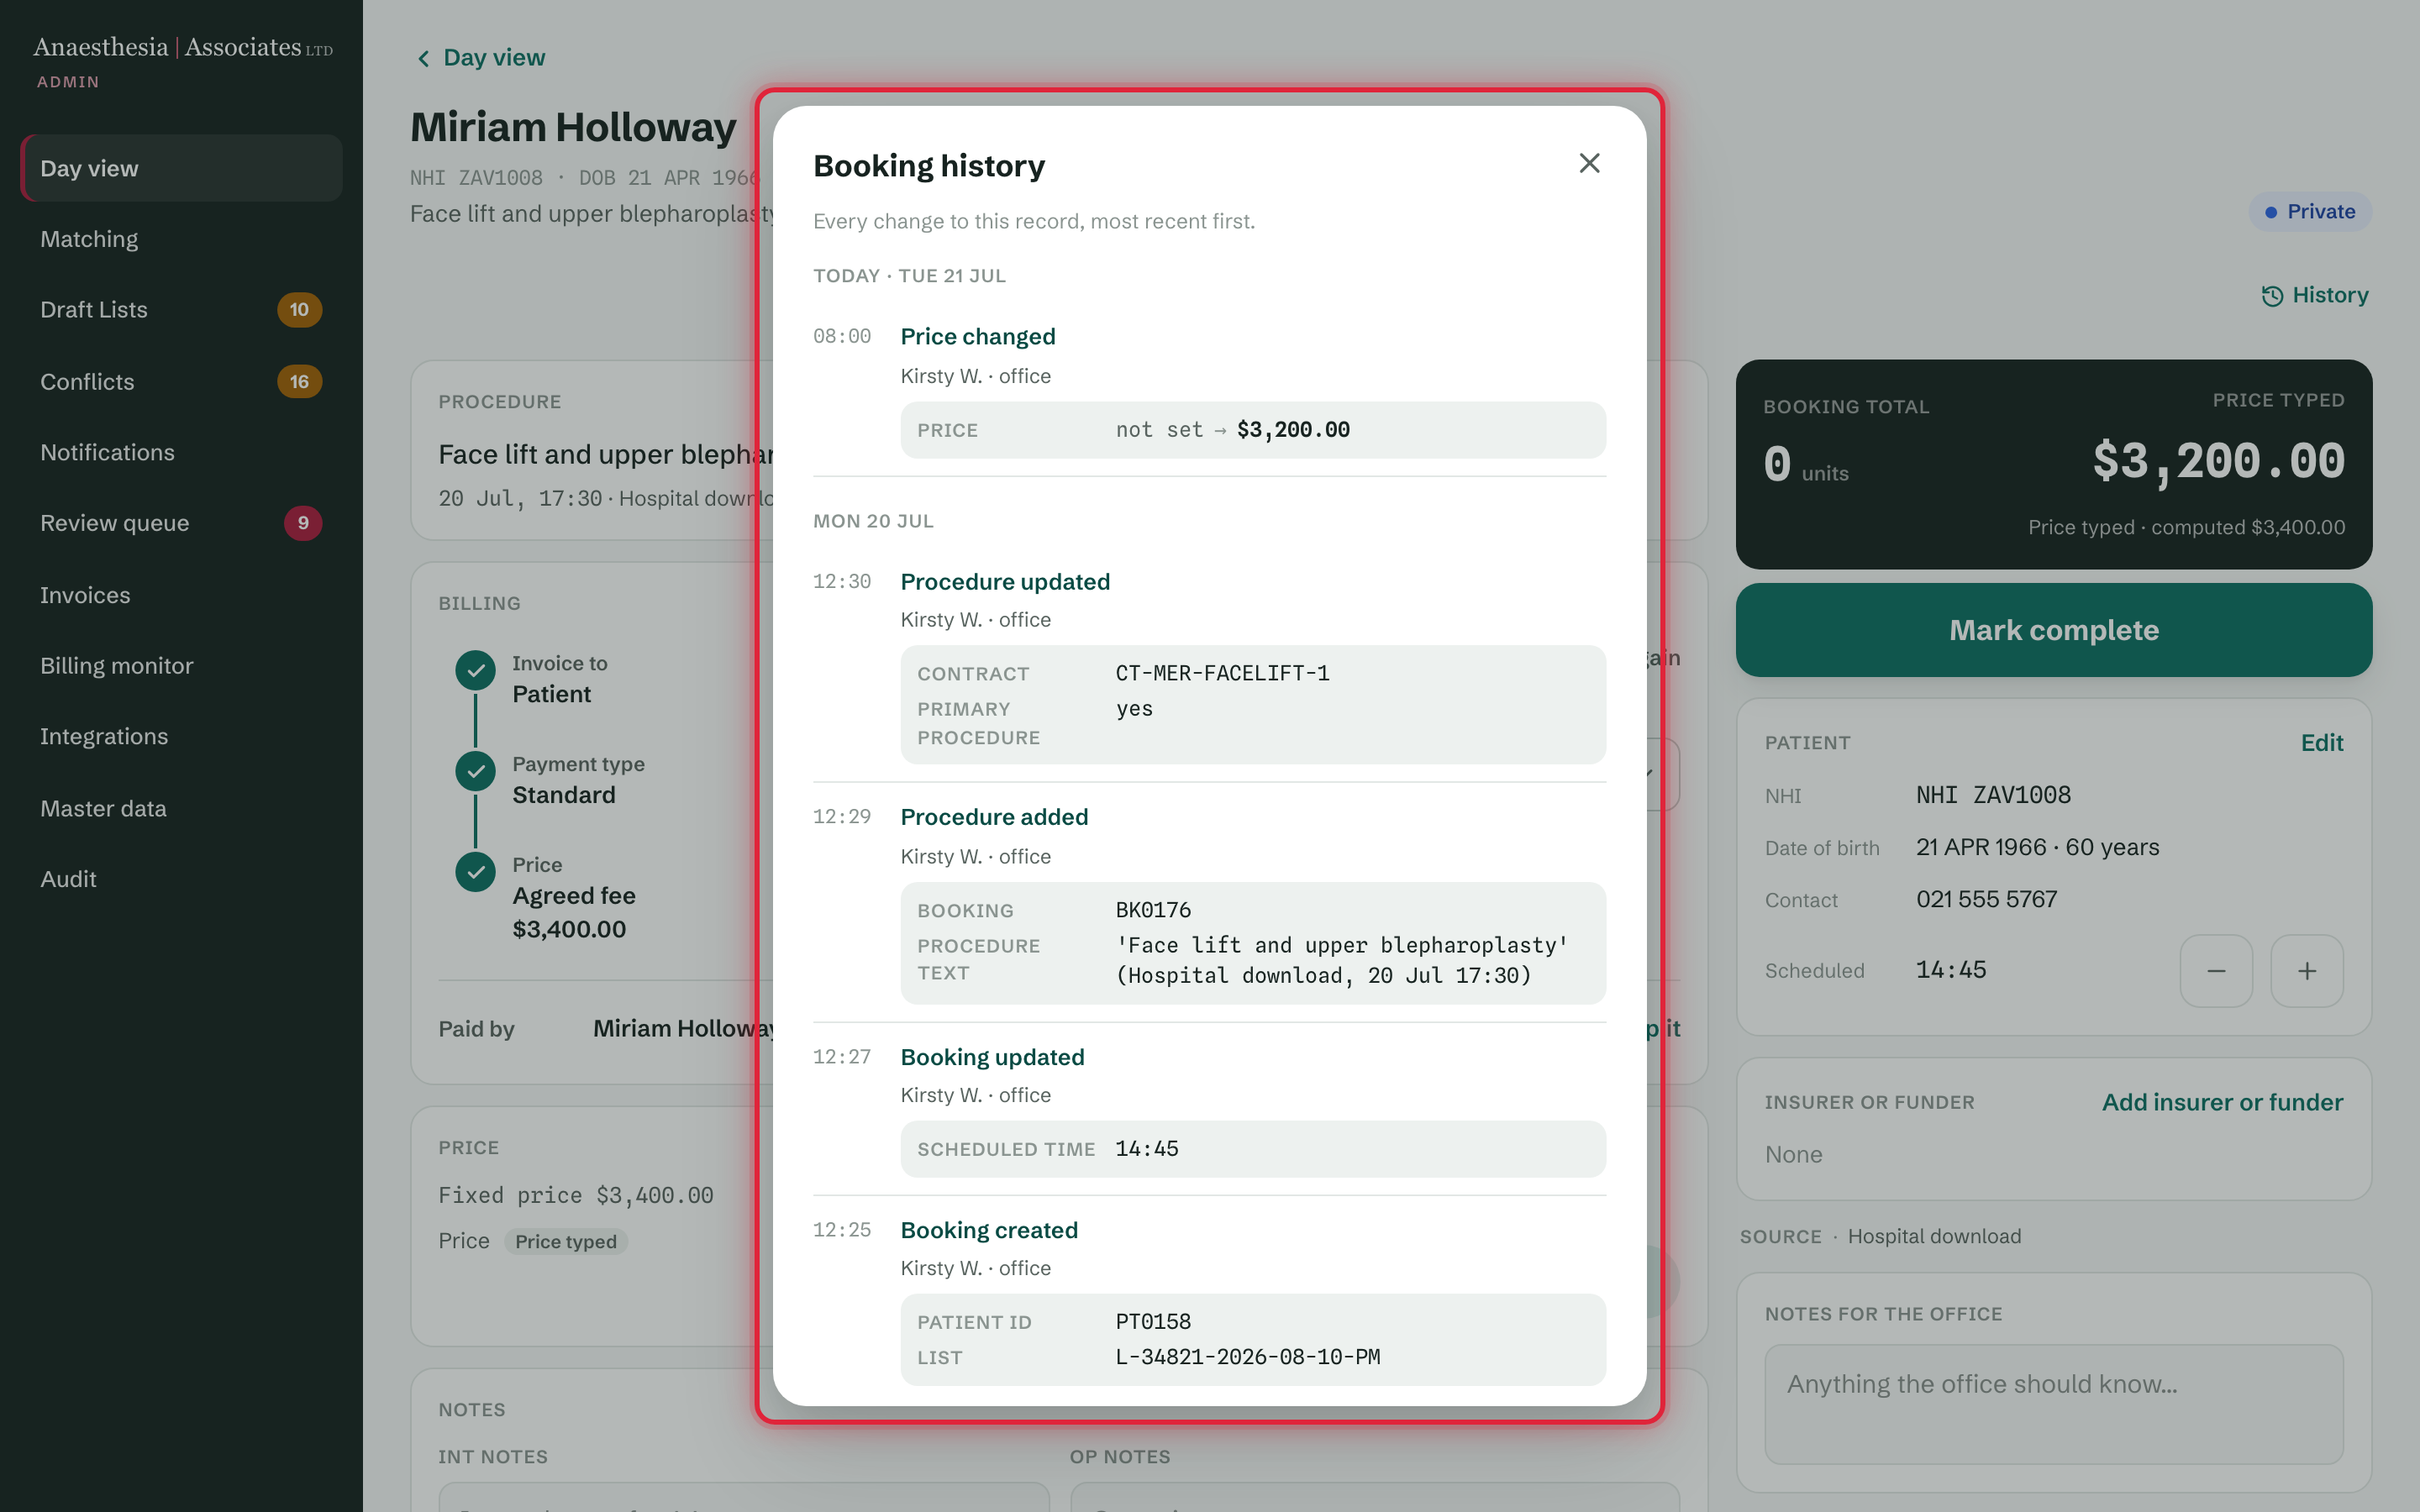 Anaesthesia | Associates LTD
ADMIN
Day view
Matching
Draft Lists 10
Conflicts 16
Notifications
Review queue 9
Invoices
Billing monitor
Integrations
Master data
Audit
Day view
Miriam Holloway
NHI ZAV1008 · DOB 21 APR 1966
Face lift and upper blepharoplasty
Private
History
PROCEDURE
Face lift and upper blephar
20 Jul, 17:30 · Hospital downlo
BILLING
Invoice to
Patient
Payment type
Standard
Price
Agreed fee
$3,400.00
Paid by Miriam Holloway
PRICE
Fixed price $3,400.00
Price Price typed
NOTES
INT NOTES
OP NOTES
Booking history
Every change to this record, most recent first.
TODAY · TUE 21 JUL
08:00 Price changed
Kirsty W. · office
PRICE not set → $3,200.00
MON 20 JUL
12:30 Procedure updated
Kirsty W. · office
CONTRACT CT-MER-FACELIFT-1
PRIMARY yes
PROCEDURE
12:29 Procedure added
Kirsty W. · office
BOOKING BK0176
PROCEDURE 'Face lift and upper blepharoplasty'
TEXT (Hospital download, 20 Jul 17:30)
12:27 Booking updated
Kirsty W. · office
SCHEDULED TIME 14:45
12:25 Booking created
Kirsty W. · office
PATIENT ID PT0158
LIST L-34821-2026-08-10-PM
BOOKING TOTAL PRICE TYPED
0 units $3,200.00
Price typed · computed $3,400.00
Mark complete
PATIENT Edit
NHI NHI ZAV1008
Date of birth 21 APR 1966 · 60 years
Contact 021 555 5767
Scheduled 14:45 − +
INSURER OR FUNDER Add insurer or funder
None
SOURCE · Hospital download
NOTES FOR THE OFFICE
Anything the office should know...